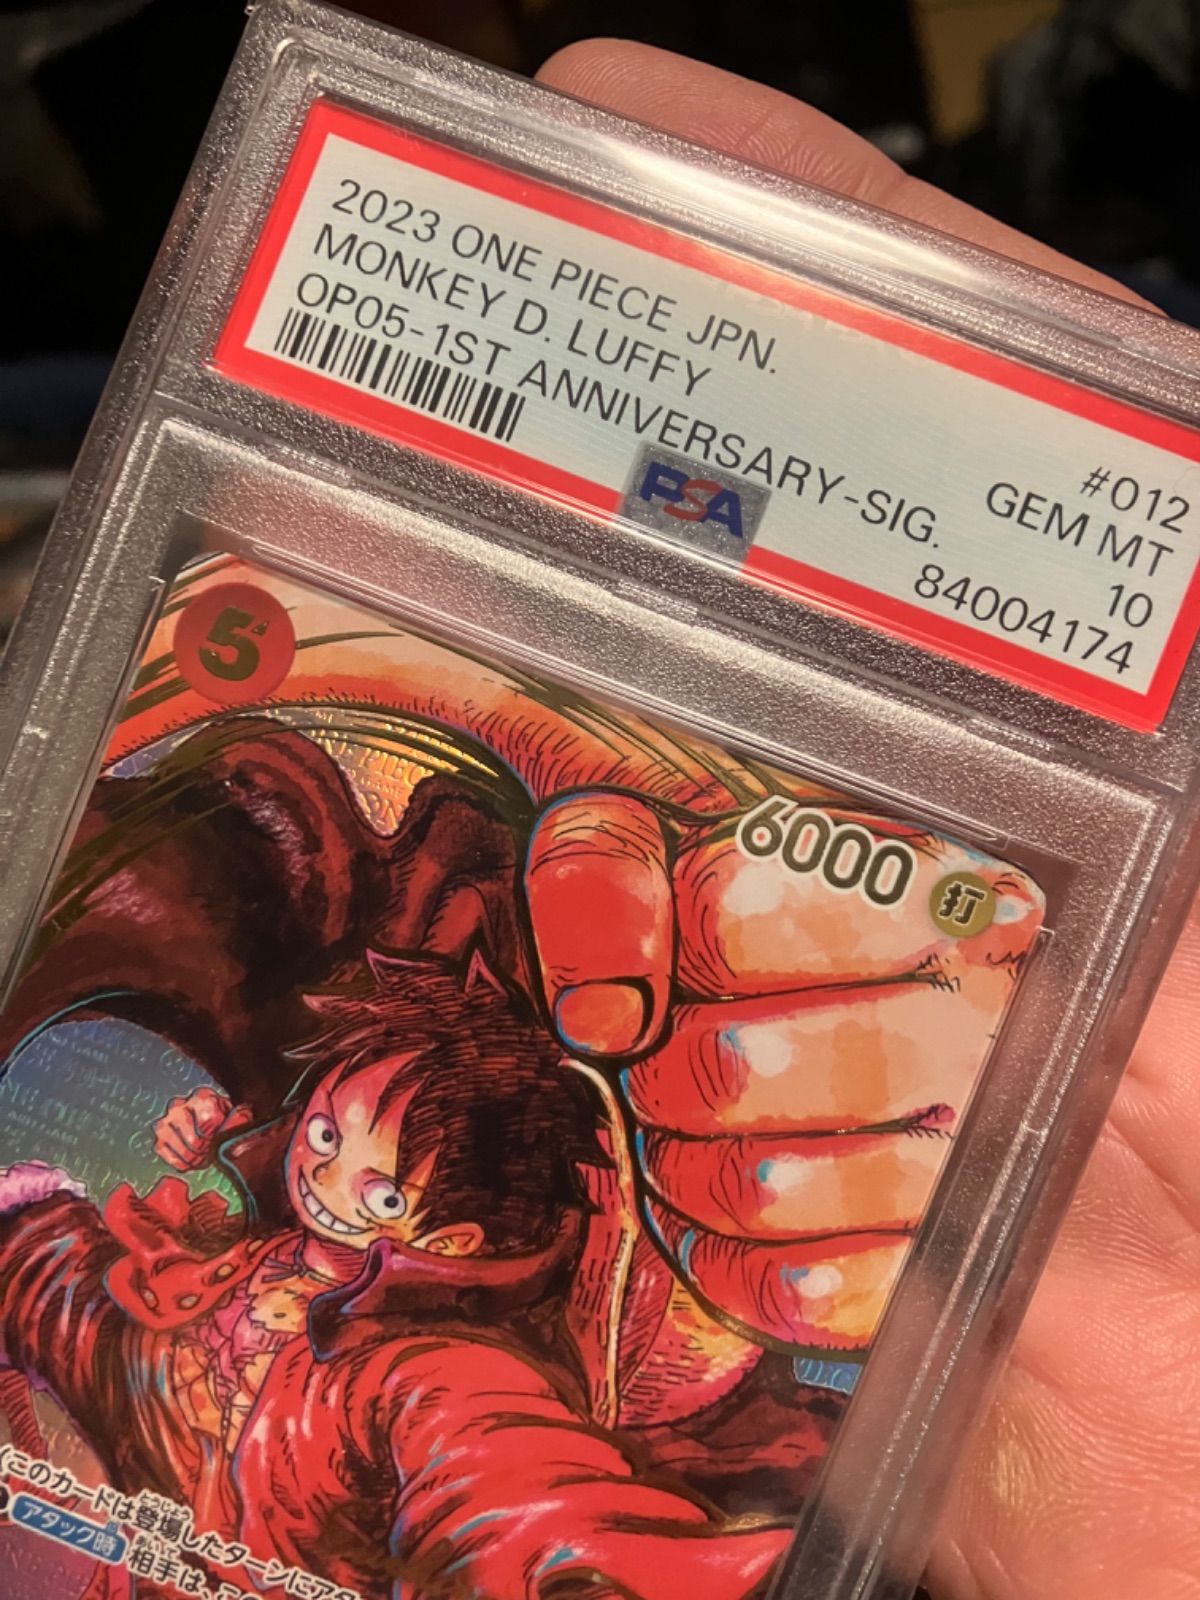 2023 ONE PIECE JPN. #012
MONKEY D. LUFFY GEM MT
OP05-1ST ANNIVERSARY-SIG. 10
PSA 84004174
5
6000 打
(このカードは登場したターンにアタ
アタック時 相手は、こ